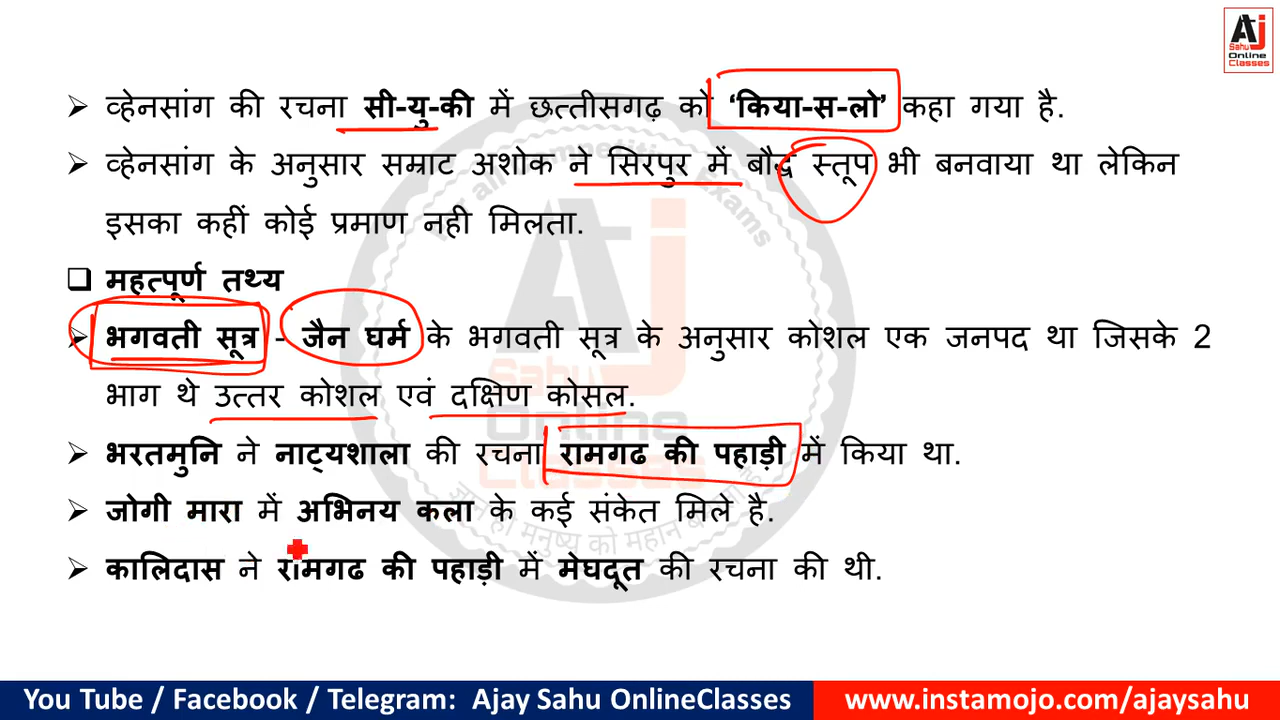 Aj
Sahu
Online
Classes
➢ व्हेनसांग की रचना सी-यु-की में छत्तीसगढ़ को ‘किया-स-लो’ कहा गया है.
➢ व्हेनसांग के अनुसार सम्राट अशोक ने सिरपुर में बौद्ध स्तूप भी बनवाया था लेकिन
इसका कहीं कोई प्रमाण नही मिलता.
❑ महत्पूर्ण तथ्य
➢ भगवती सूत्र - जैन घर्म के भगवती सूत्र के अनुसार कोशल एक जनपद था जिसके 2
भाग थे उत्तर कोशल एवं दक्षिण कोसल.
➢ भरतमुनि ने नाट्यशाला की रचना रामगढ की पहाड़ी में किया था.
➢ जोगी मारा में अभिनय कला के कई संकेत मिले है.
➢ कालिदास ने रामगढ की पहाड़ी में मेघदूत की रचना की थी.
You Tube / Facebook / Telegram: Ajay Sahu OnlineClasses
www.instamojo.com/ajaysahu